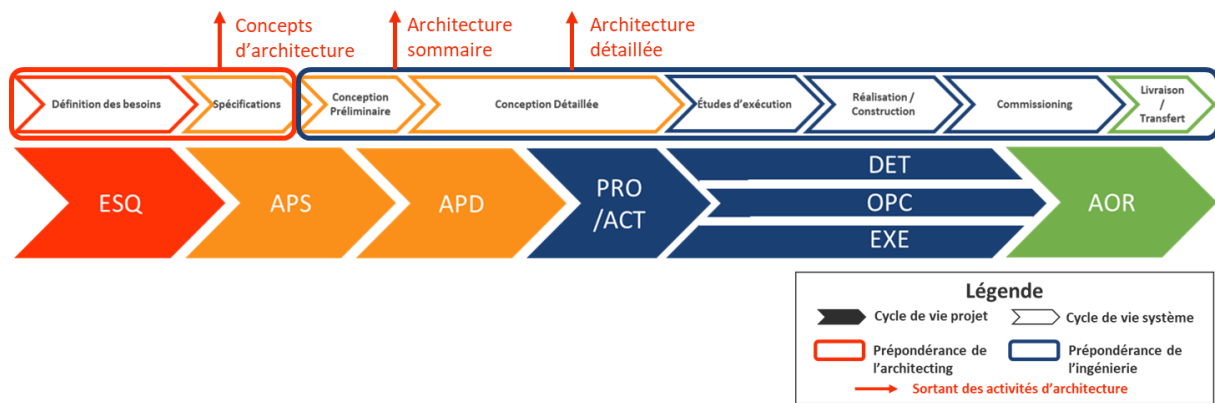 Concepts
d'architecture
Architecture
sommaire
Architecture
détaillée
Définition des besoins
Spécifications
Conception
Préliminaire
Conception Détaillée
Études d'exécution
Réalisation /
Construction
Commissioning
Livraison
/
Transfert
ESQ
APS
APD
PRO
/ACT
DET
OPC
EXE
AOR
Légende
Cycle de vie projet
Cycle de vie système
Prépondérance de
l'architecting
Prépondérance de
l'ingénierie
Sortant des activités d'architecture